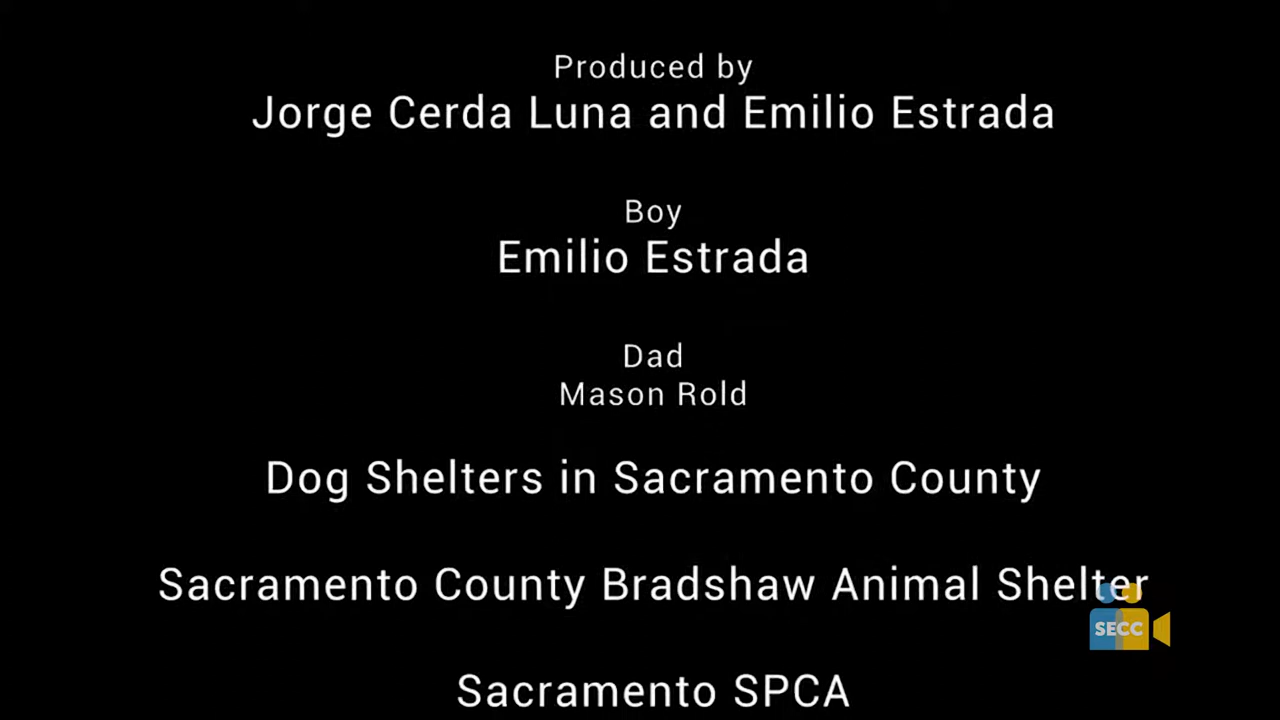 Produced by
Jorge Cerda Luna and Emilio Estrada
Boy
Emilio Estrada
Dad
Mason Rold
Dog Shelters in Sacramento County
Sacramento County Bradshaw Animal Shelter
SECC
Sacramento SPCA